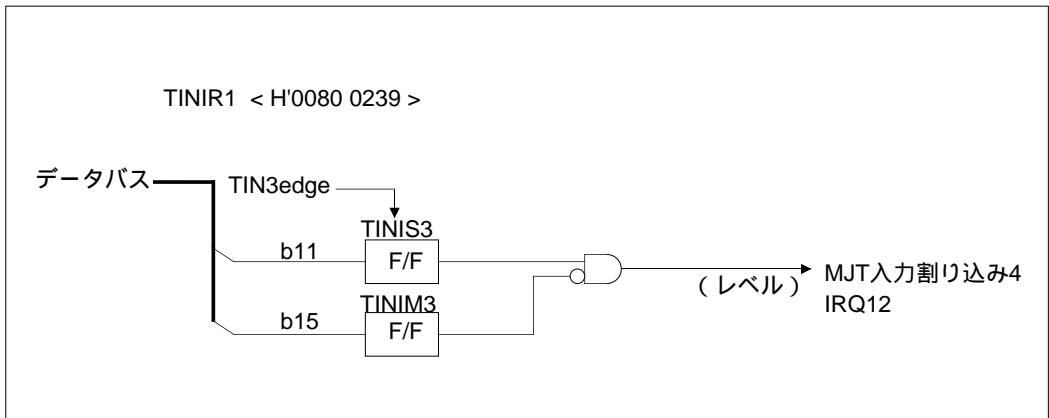 TINIR1 < H'0080 0239 >
データバス
TIN3edge
TINIS3
b11
F/F
TINIM3
b15
F/F
(レベル)
MJT入力割り込み4
IRQ12